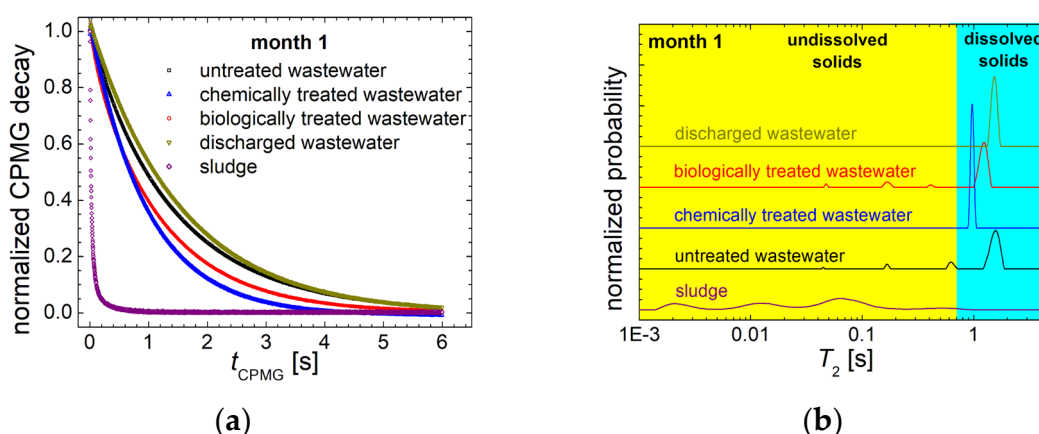 month 1
untreated wastewater
chemically treated wastewater
biologically treated wastewater
discharged wastewater
sludge
normalized CPMG decay
1.0
0.8
0.6
0.4
0.2
0.0
0 1 2 3 4 5 6
tCPMG [s]
(a)
month 1
undissolved
solids
dissolved
solids
discharged wastewater
biologically treated wastewater
chemically treated wastewater
untreated wastewater
sludge
normalized probability
1E-3 0.01 0.1 1
T2 [s]
(b)